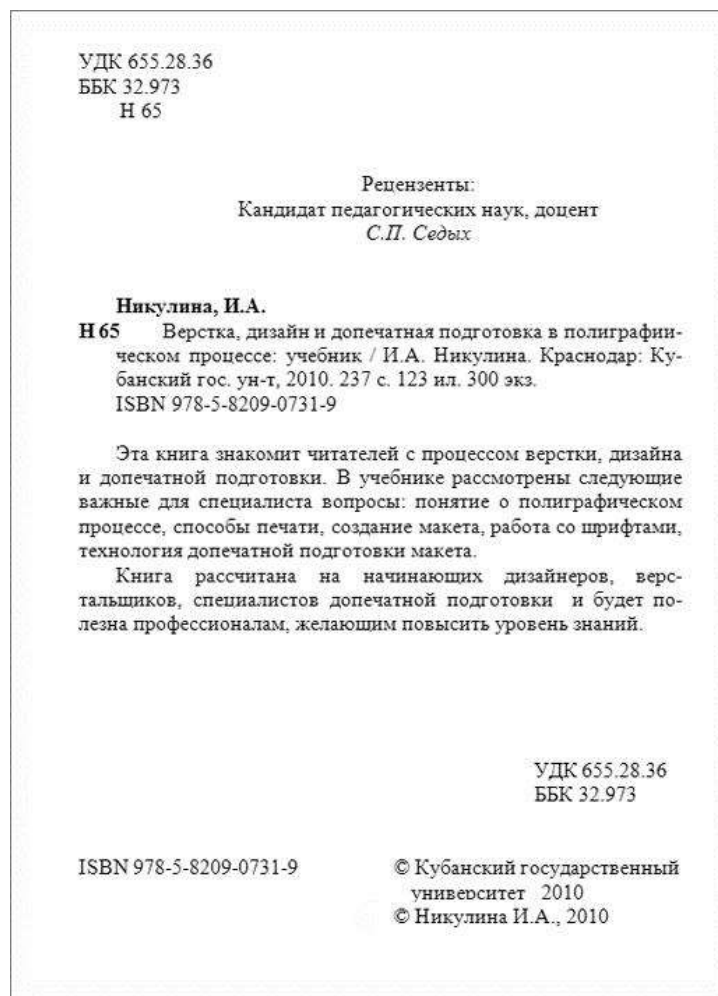 УДК 655.28.36
ББК 32.973
Н 65
Рецензенты:
Кандидат педагогических наук, доцент
С.П. Седых
Никулина, И.А.
Н 65 Верстка, дизайн и допечатная подготовка в полиграфии-
ческом процессе: учебник / И.А. Никулина. Краснодар: Ку-
банский гос. ун-т, 2010. 237 с. 123 ил. 300 экз.
ISBN 978-5-8209-0731-9
Эта книга знакомит читателей с процессом верстки, дизайна
и допечатной подготовки. В учебнике рассмотрены следующие
важные для специалиста вопросы: понятие о полиграфическом
процессе, способы печати, создание макета, работа со шрифтами,
технология допечатной подготовки макета.
Книга рассчитана на начинающих дизайнеров, верс-
тальщиков, специалистов допечатной подготовки и будет по-
лезна профессионалам, желающим повысить уровень знаний.
УДК 655.28.36
ББК 32.973
ISBN 978-5-8209-0731-9 © Кубанский государственный
университет 2010
© Никулина И.А., 2010